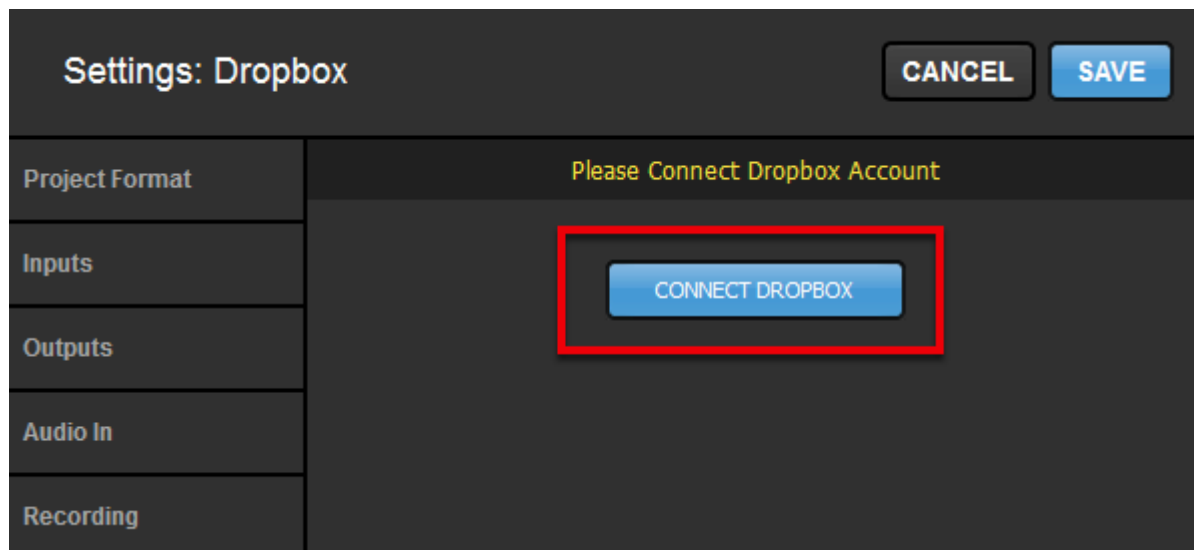 Settings: Dropbox
CANCEL
SAVE
Project Format
Please Connect Dropbox Account
Inputs
CONNECT DROPBOX
Outputs
Audio In
Recording